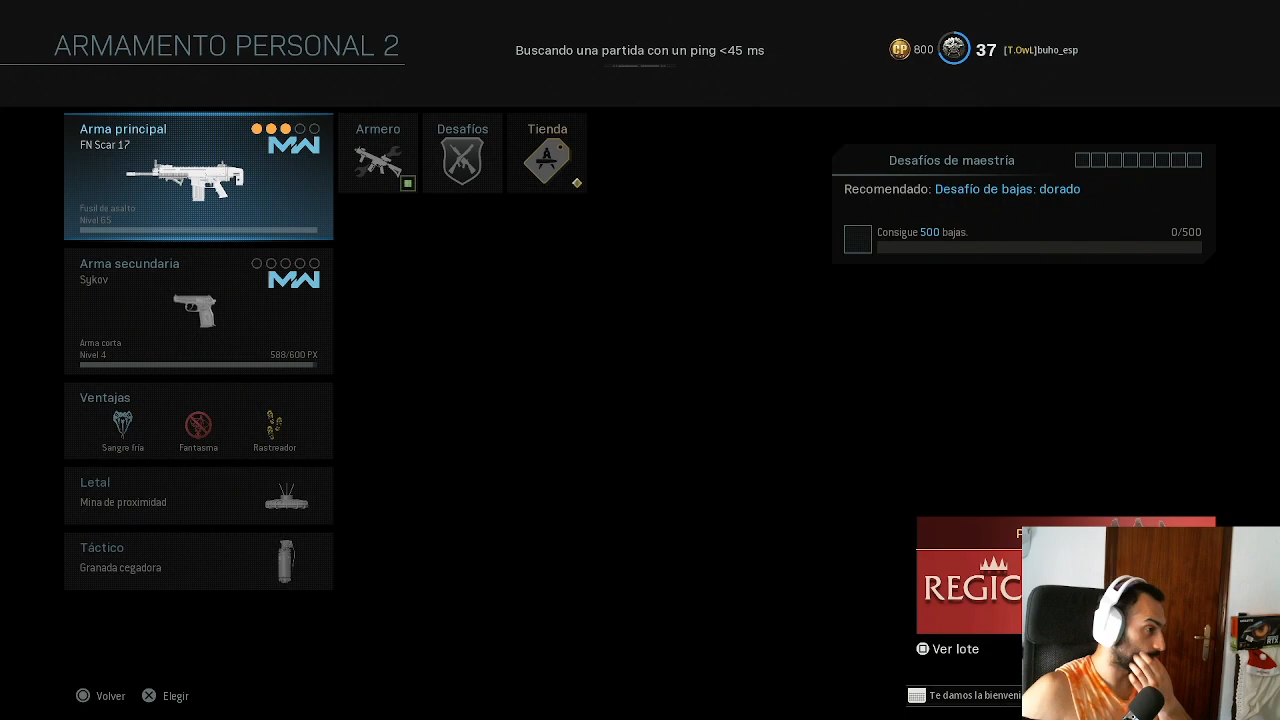 ARMAMENTO PERSONAL 2
Buscando una partida con un ping <45 ms
CP 800
37
[T.OwL]buho_esp
Arma principal
FN Scar 17
MW
Fusil de asalto
Nivel 65
Armero
Desafíos
Tienda
Desafíos de maestría
Recomendado: Desafío de bajas: dorado
Consigue 500 bajas.
0/500
Arma secundaria
Sykov
MW
Arma corta
Nivel 4
588/600 PX
Ventajas
Sangre fría
Fantasma
Rastreador
Letal
Mina de proximidad
Táctico
Granada cegadora
REGIC
Ver lote
Te damos la bienveni
Volver
Elegir